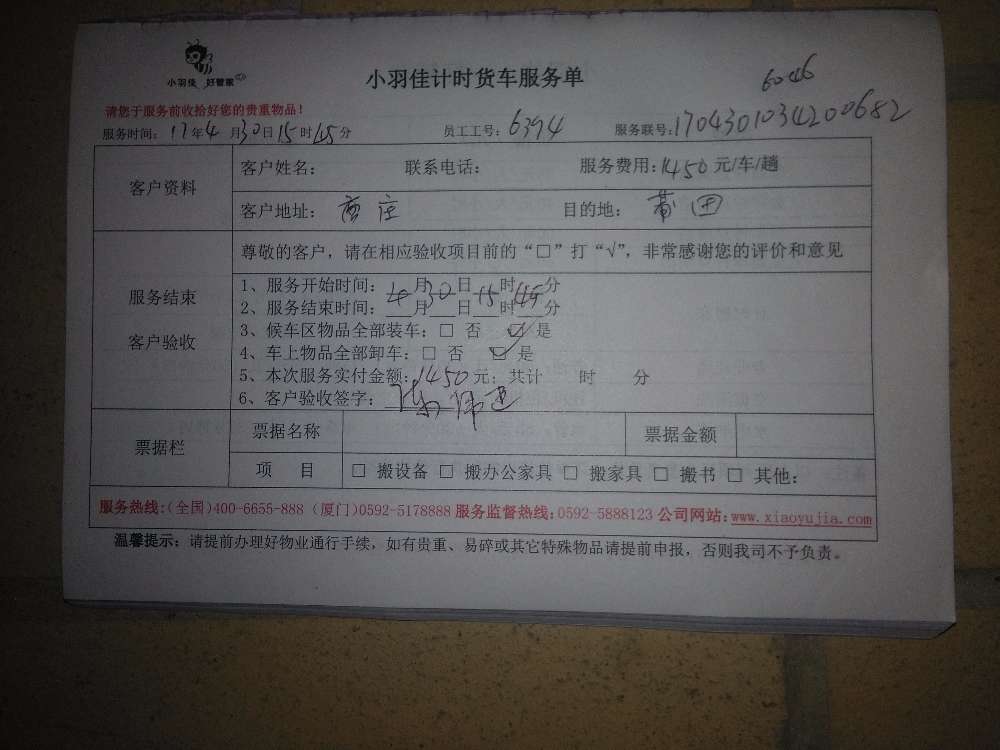 小羽佳 好管家
小羽佳计时货车服务单
6046
请您于服务前收拾好您的贵重物品！
服务时间：17年4月30日15时45分 员工工号：6394 服务联号：1704301034200682
客户资料
客户姓名： 联系电话： 服务费用：1450元/车/趟
客户地址： 庄 目的地：莆田
服务结束
客户验收
尊敬的客户，请在相应验收项目前的“□”打“√”，非常感谢您的评价和意见
1、服务开始时间：4月30日15时45分
2、服务结束时间：___月___日___时___分
3、候车区物品全部装车：□ 否 ☑ 是
4、车上物品全部卸车：□ 否 ☑ 是
5、本次服务实付金额：1450元；共计 时 分
6、客户验收签字：
票据栏
票据名称 票据金额
项 目 □ 搬设备 □ 搬办公家具 □ 搬家具 □ 搬书 □ 其他：
服务热线:(全国)400-6655-888 (厦门)0592-5178888 服务监督热线:0592-5888123 公司网站:www.xiaoyujia.com
温馨提示：请提前办理好物业通行手续，如有贵重、易碎或其它特殊物品请提前申报，否则我司不予负责。